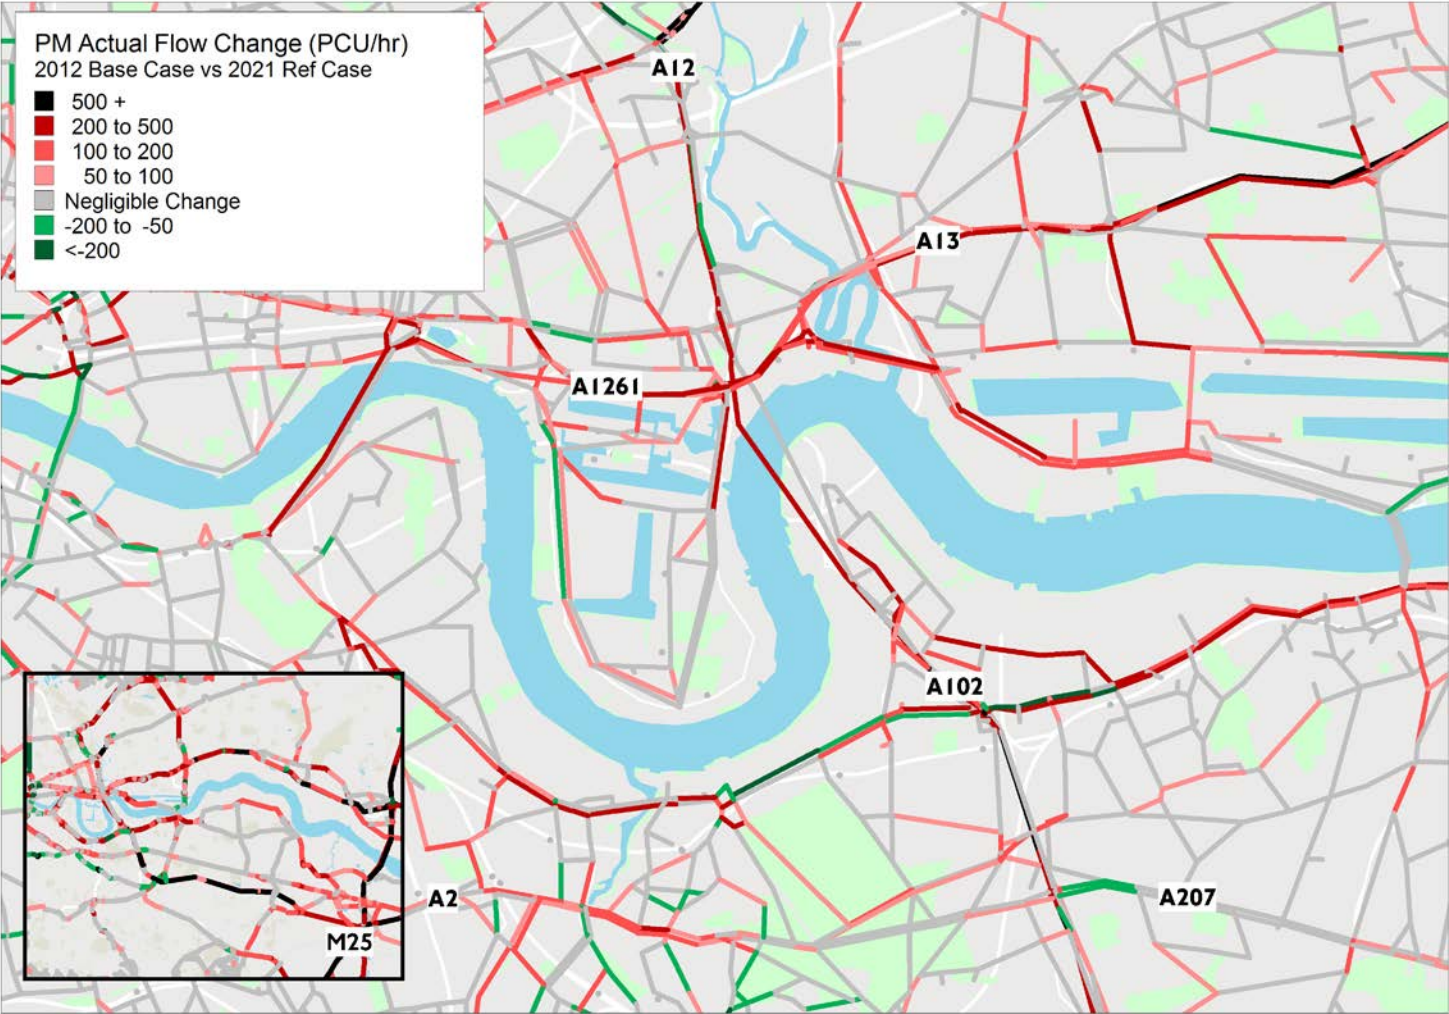 PM Actual Flow Change (PCU/hr)
2012 Base Case vs 2021 Ref Case
500 +
200 to 500
100 to 200
50 to 100
Negligible Change
-200 to -50
<-200
A12
A13
A1261
A102
A2
A207
M25